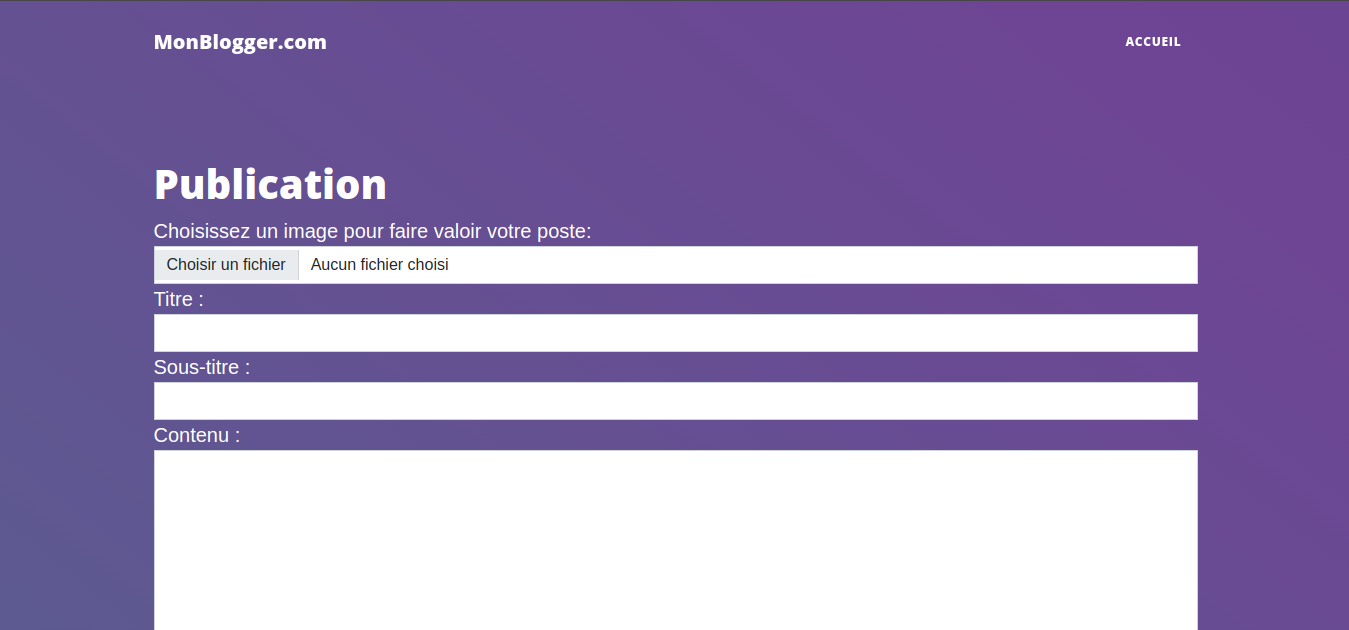 MonBlogger.com
ACCUEIL
Publication
Choisissez un image pour faire valoir votre poste:
Choisir un fichier Aucun fichier choisi
Titre :
Sous-titre :
Contenu :